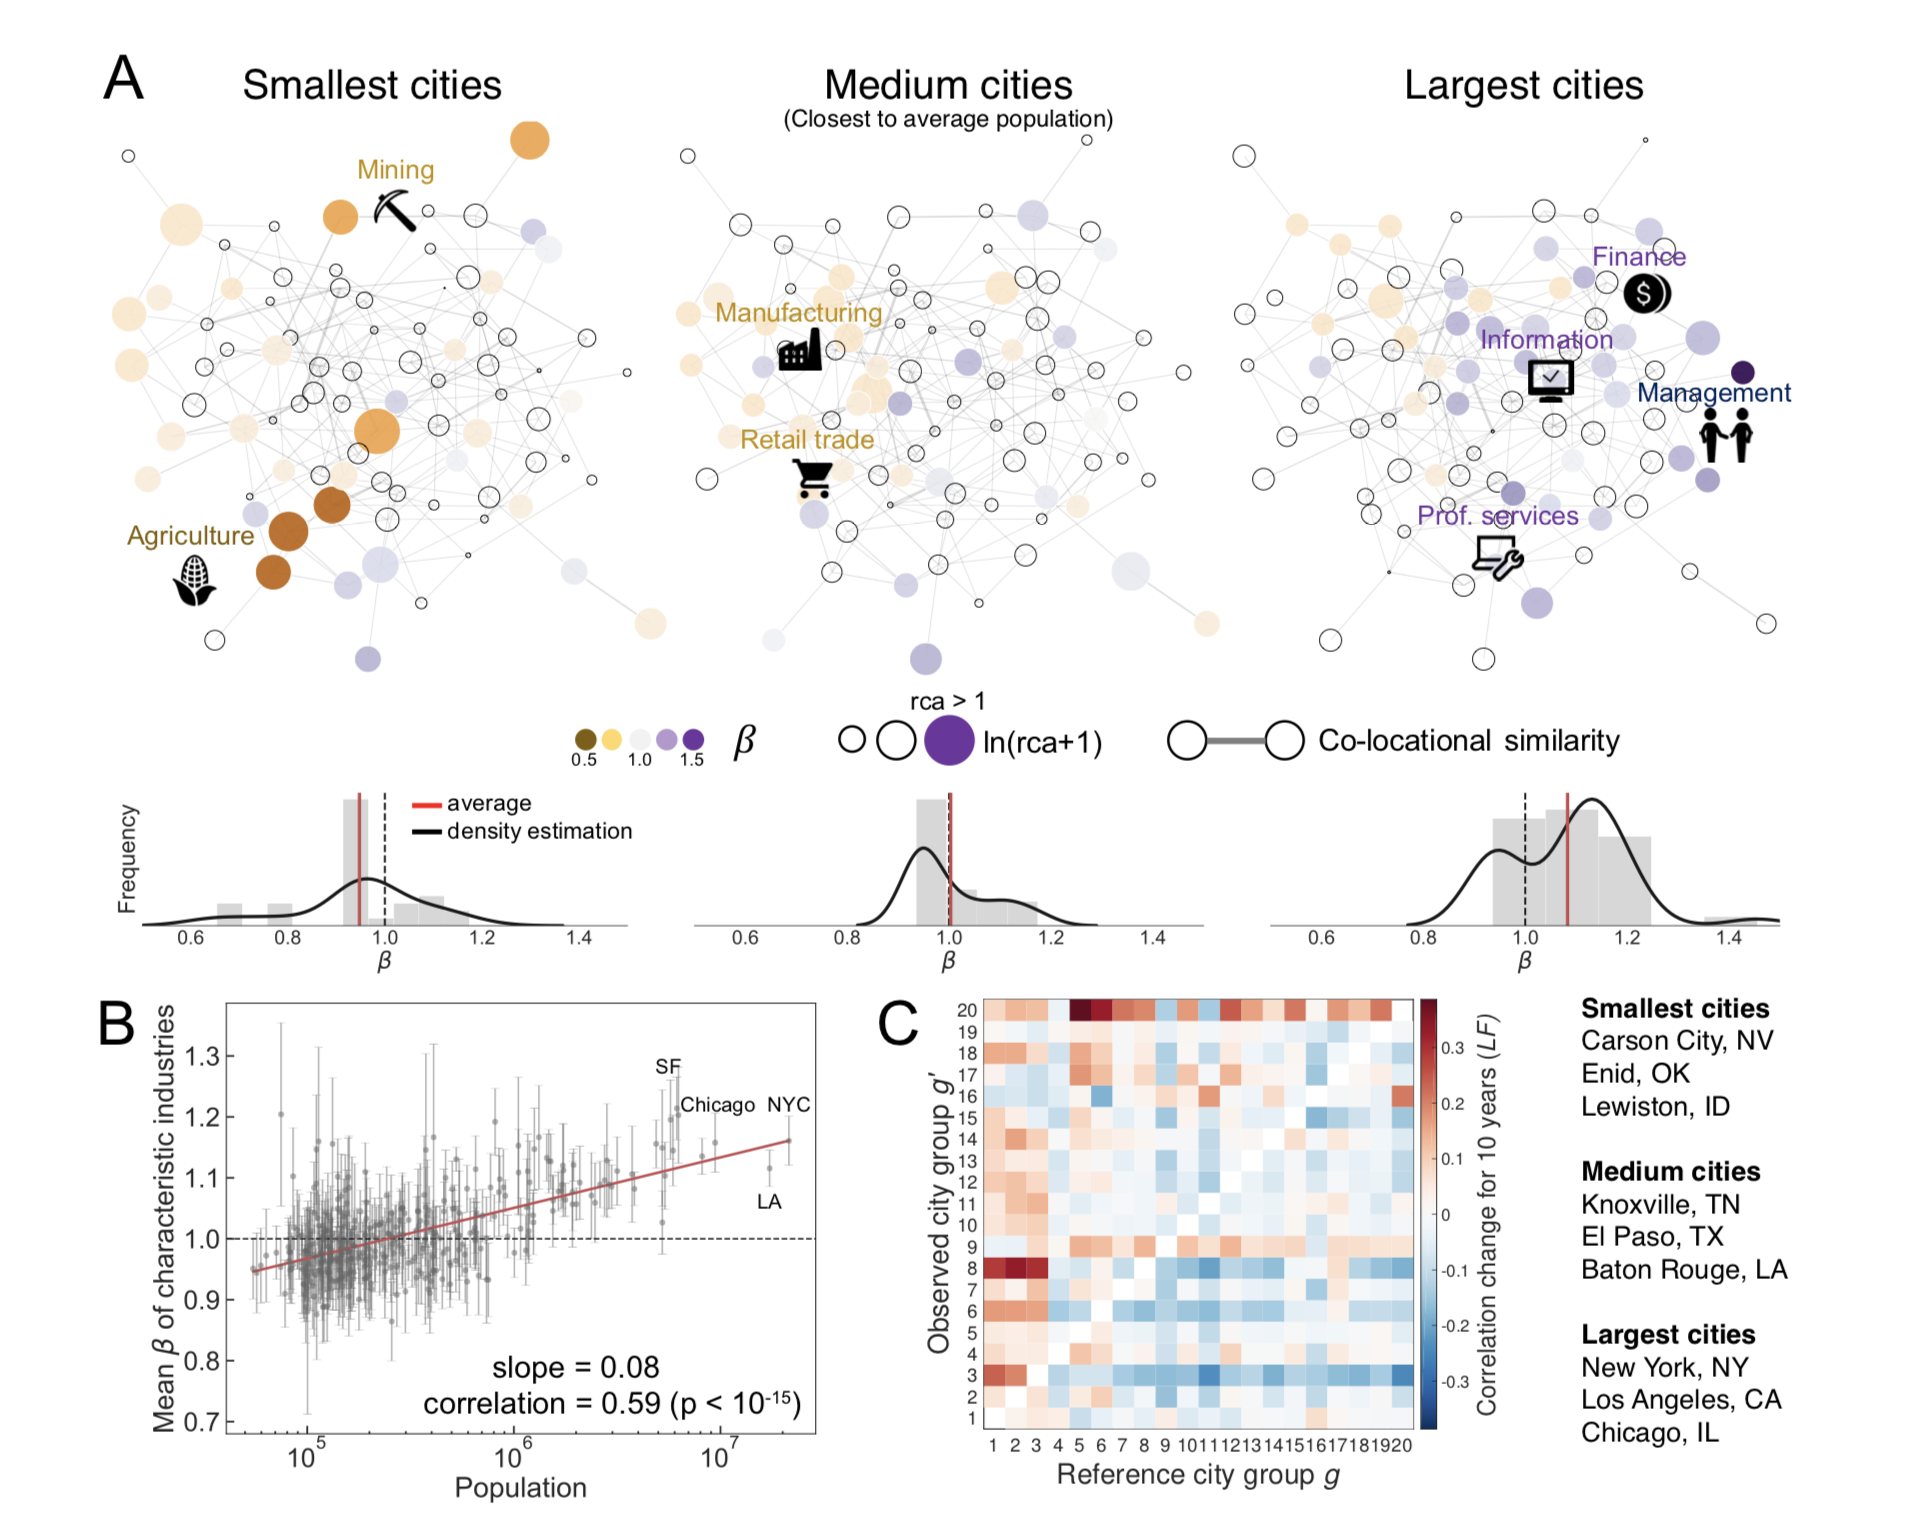 A
Smallest cities
Medium cities
(Closest to average population)
Largest cities
Mining
Agriculture
Manufacturing
Retail trade
Finance
$
Information
Management
Prof. services
rca > 1
0.5 1.0 1.5
β
ln(rca+1)
Co-locational similarity
Frequency
average
density estimation
0.6 0.8 1.0 1.2 1.4
β
0.6 0.8 1.0 1.2 1.4
β
0.6 0.8 1.0 1.2 1.4
β
B
Mean β of characteristic industries
1.3
1.2
1.1
1.0
0.9
0.8
0.7
SF
Chicago NYC
LA
slope = 0.08
correlation = 0.59 (p < 10⁻¹⁵)
10⁵ 10⁶ 10⁷
Population
C
Observed city group g'
20
19
18
17
16
15
14
13
12
11
10
9
8
7
6
5
4
3
2
1
1 2 3 4 5 6 7 8 9 10 11 12 13 14 15 16 17 18 19 20
Reference city group g
0.3
0.2
0.1
0
-0.1
-0.2
-0.3
Correlation change for 10 years (LF)
Smallest cities
Carson City, NV
Enid, OK
Lewiston, ID
Medium cities
Knoxville, TN
El Paso, TX
Baton Rouge, LA
Largest cities
New York, NY
Los Angeles, CA
Chicago, IL